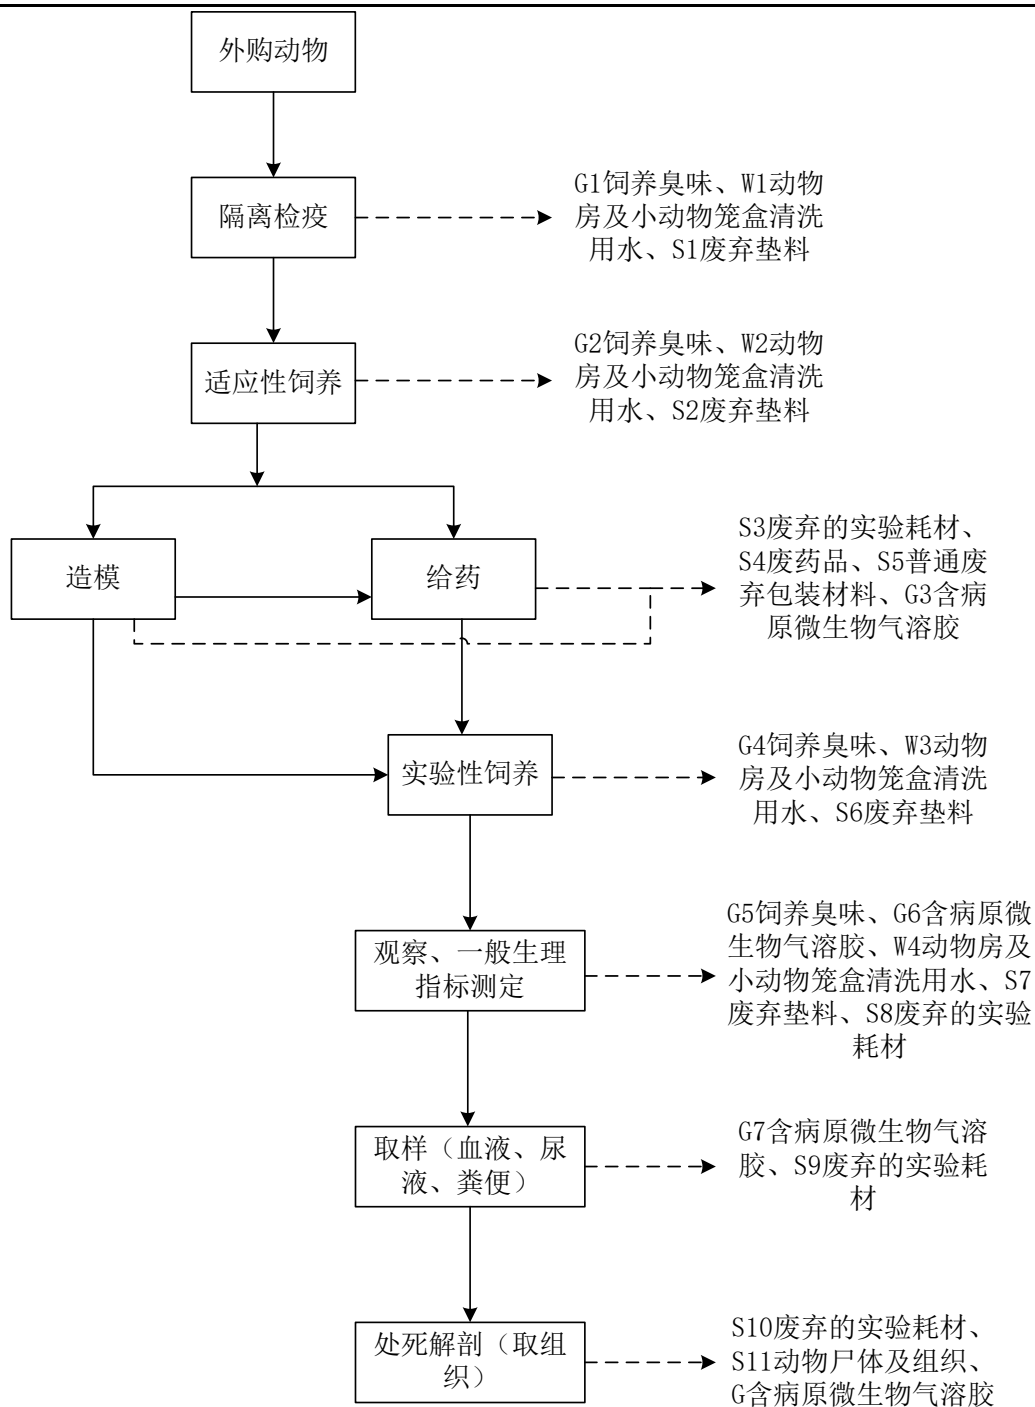 外购动物
隔离检疫
G1饲养臭味、W1动物
房及小动物笼盒清洗
用水、S1废弃垫料
适应性饲养
G2饲养臭味、W2动物
房及小动物笼盒清洗
用水、S2废弃垫料
造模
给药
S3废弃的实验耗材、
S4废药品、S5普通废
弃包装材料、G3含病
原微生物气溶胶
实验性饲养
G4饲养臭味、W3动物
房及小动物笼盒清洗
用水、S6废弃垫料
观察、一般生理
指标测定
G5饲养臭味、G6含病原微
生物气溶胶、W4动物房及
小动物笼盒清洗用水、S7
废弃垫料、S8废弃的实验
耗材
取样（血液、尿
液、粪便）
G7含病原微生物气溶
胶、S9废弃的实验耗
材
处死解剖（取组
织）
S10废弃的实验耗材、
S11动物尸体及组织、
G含病原微生物气溶胶